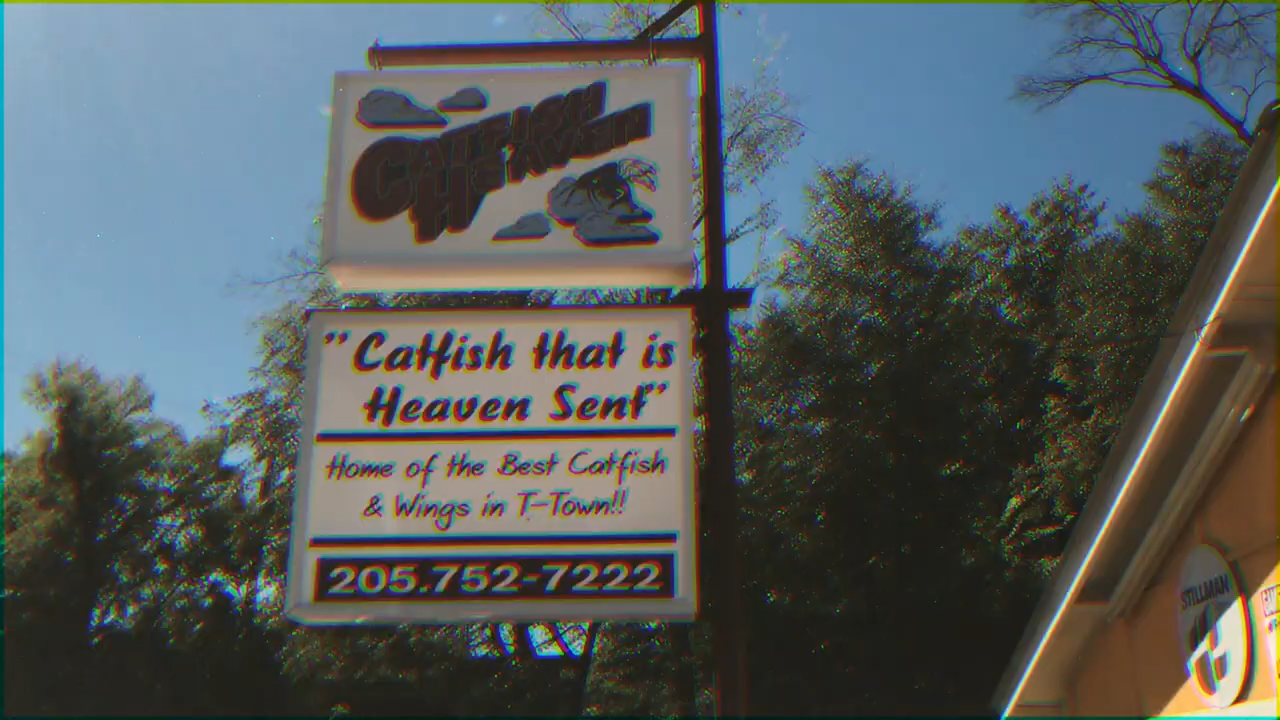 CATFISH
HEAVEN
"Catfish that is
Heaven Sent"
Home of the Best Catfish
& Wings in T-Town!!
205.752-7222
STILLMAN